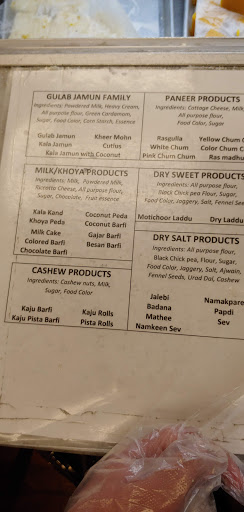 GULAB JAMUN FAMILY
Ingredients: Powdered Milk, Heavy Cream,
All purpose flour, Green Cardamom,
Sugar, Food Color, Corn Starch, Essence
Gulab Jamun Kheer Mohn
Kala Jamun Cutlus
Kala Jamun with Coconut
MILK/KHOYA PRODUCTS
Ingredients: Milk, Powdered Milk,
Ricrotta Cheese, All purpose flour,
Sugar, Chocolate, Fruit essence
Kala Kand Coconut Peda
Khoya Peda Coconut Barfi
Milk Cake Gajar Barfi
Colored Barfi Besan Barfi
Chocolate Barfi
CASHEW PRODUCTS
Ingredients: Cashew nuts, Milk,
Sugar, Food Color
Kaju Barfi Kaju Rolls
Kaju Pista Barfi Pista Rolls
PANEER PRODUCTS
Ingredients: Cottage Cheese, Milk,
All purpose flour,
Food Color, Sugar
Rasgulla Yellow Chum
White Chum Color Chum
Pink Chum Chum Ras madhu
DRY SWEET PRODUCTS
Ingredients: All purpose flour,
Black Chick pea Flour, Sugar,
Food Color, Jaggery, Salt, Fennel
Motichoor Laddu Dry Laddu
DRY SALT PRODUCTS
Ingredients: All purpose flour,
Black Chick pea, Flour, Sugar,
Food Color, Jaggery, Salt, Ajwain,
Fennel Seeds, Urad Dal, Cashew
Jalebi Namakpare
Badana Papdi
Mathee Sev
Namkeen Sev